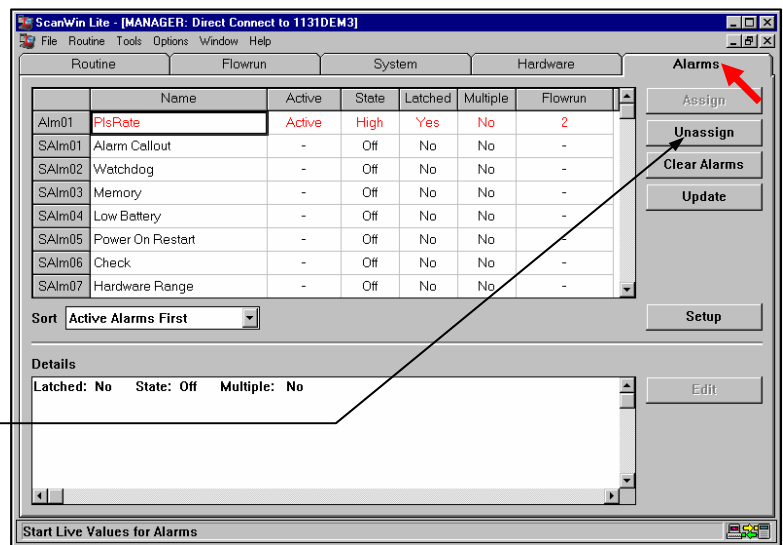 ScanWin Lite - [MANAGER: Direct Connect to 1131DEM3]
File Routine Tools Options Window Help
Routine Flowrun System Hardware Alarms
Name Active State Latched Multiple Flowrun
Alm01 PlsRate Active High Yes No 2
SAlm01 Alarm Callout - Off No No -
SAlm02 Watchdog - Off No No -
SAlm03 Memory - Off No No -
SAlm04 Low Battery - Off No No -
SAlm05 Power On Restart - Off No No -
SAlm06 Check - Off No No -
SAlm07 Hardware Range - Off No No -
Assign
Unassign
Clear Alarms
Update
Sort Active Alarms First
Setup
Details
Latched: No State: Off Multiple: No
Edit
Start Live Values for Alarms